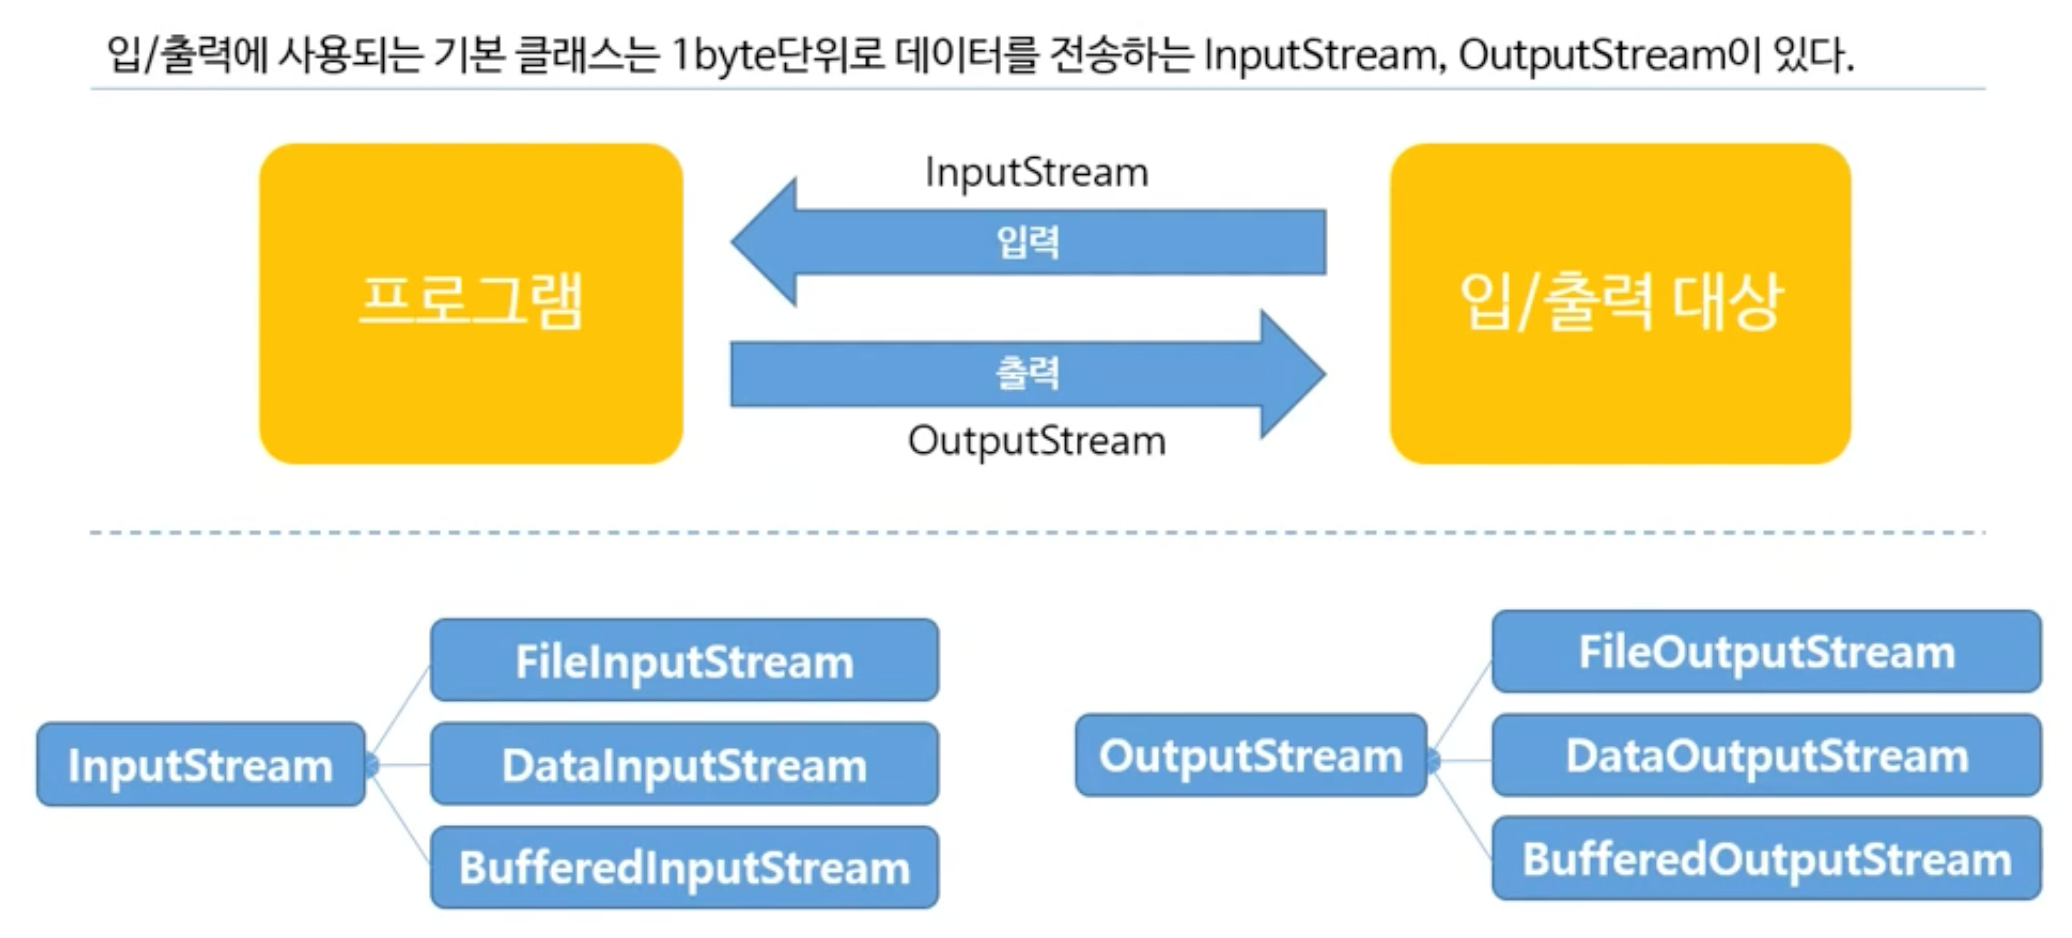 입/출력에 사용되는 기본 클래스는 1byte단위로 데이터를 전송하는 InputStream, OutputStream이 있다.
InputStream
입력
프로그램
입/출력 대상
출력
OutputStream
FileInputStream
InputStream
DataInputStream
BufferedInputStream
FileOutputStream
OutputStream
DataOutputStream
BufferedOutputStream